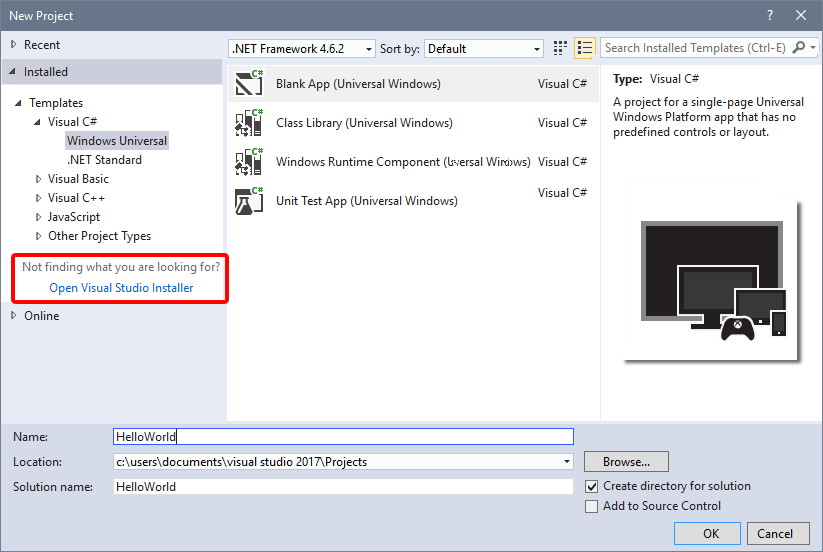 New Project
?
Recent
Installed
Templates
Visual C#
Windows Universal
.NET Standard
Visual Basic
Visual C++
JavaScript
Other Project Types
Not finding what you are looking for?
Open Visual Studio Installer
Online
.NET Framework 4.6.2
Sort by:
Default
Search Installed Templates (Ctrl-E)
C#
Blank App (Universal Windows)
Visual C#
C#
Class Library (Universal Windows)
Visual C#
C#
Windows Runtime Component (Universal Windows)
Visual C#
C#
Unit Test App (Universal Windows)
Visual C#
Type: Visual C#
A project for a single-page Universal
Windows Platform app that has no
predefined controls or layout.
Name:
HelloWorld
Location:
c:\users\documents\visual studio 2017\Projects
Browse...
Solution name:
HelloWorld
Create directory for solution
Add to Source Control
OK
Cancel